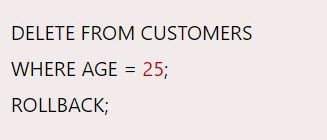 DELETE FROM CUSTOMERS
WHERE AGE = 25;
ROLLBACK;